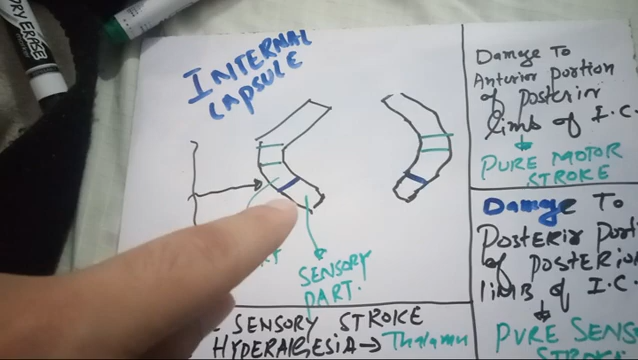 INTERNAL
CAPSULE
SENSORY
PART.
SENSORY STROKE
HYPERALGESIA → Thalamu
Damage To
Anterior portion
of posterior
limb of I.C.
PURE MOTOR
STROKE
Damage To
Posterior Porti
of posterior
limb of I.C.
PURE SENS